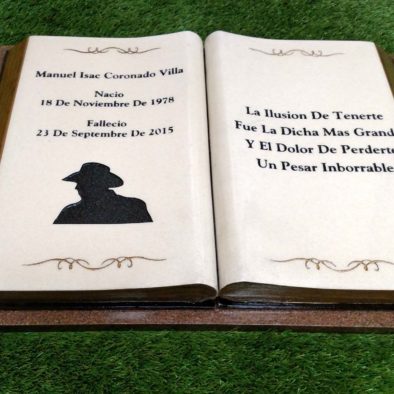 Manuel Isac Coronado Villa
Nacio
18 De Noviembre De 1978
Fallecio
23 De Septembre De 2015
La Ilusion De Tenerte
Fue La Dicha Mas Grand
Y El Dolor De Perderte
Un Pesar Inborrable